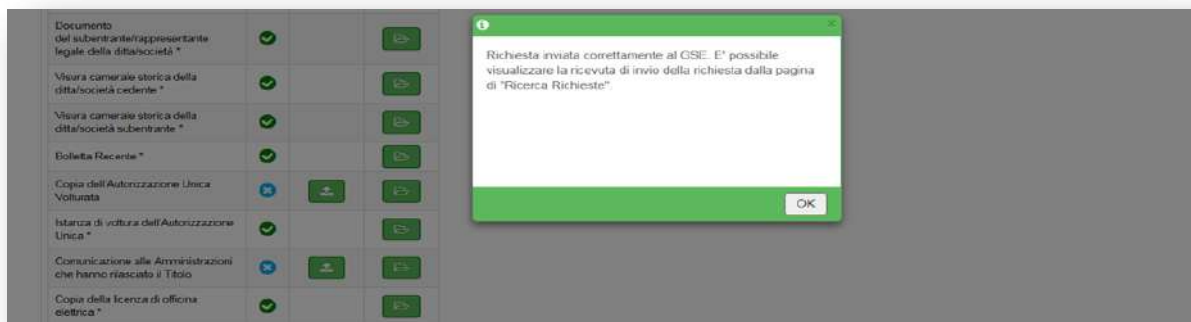 Documento
del subentrante/rappresentante
legale della ditta/società *
Visura camerale storica della
ditta/società cedente *
Visura camerale storica della
ditta/società subentrante *
Bolletta Recente *
Copia dell'Autorizzazione Unica
Volturata
Istanza di voltura dell'Autorizzazione
Unica *
Comunicazione alle Amministrazioni
che hanno rilasciato il Titolo
Copia della licenza di officina
elettrica *
Richiesta inviata correttamente al GSE. E' possibile
visualizzare la ricevuta di invio della richiesta dalla pagina
di "Ricerca Richieste".
OK